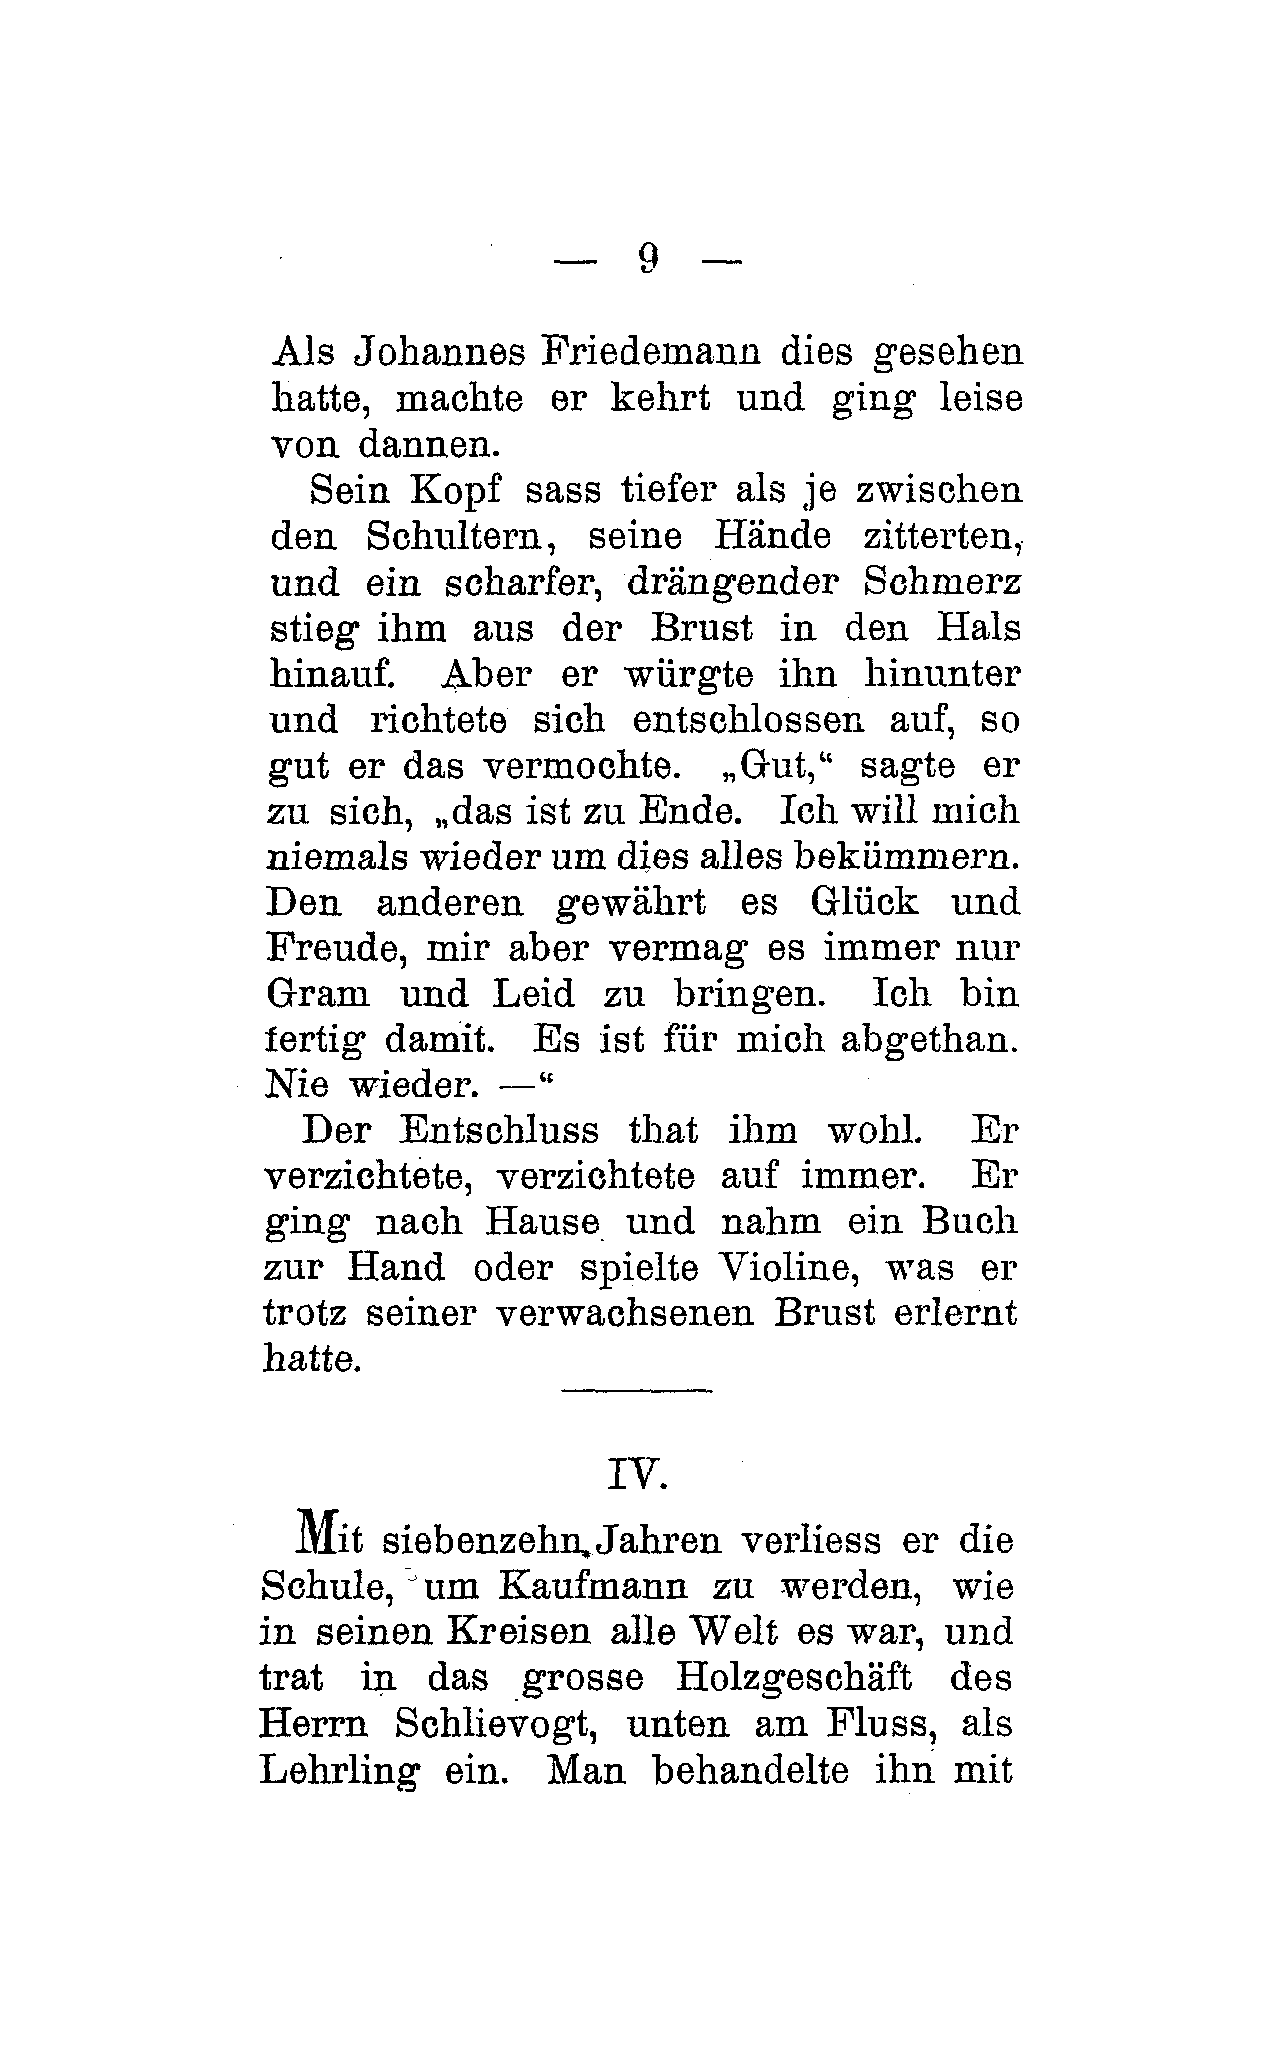 — 9 —
Als Johannes Friedemann dies gesehen
hatte, machte er kehrt und ging leise
von dannen.
Sein Kopf sass tiefer als je zwischen
den Schultern, seine Hände zitterten,
und ein scharfer, drängender Schmerz
stieg ihm aus der Brust in den Hals
hinauf. Aber er würgte ihn hinunter
und richtete sich entschlossen auf, so
gut er das vermochte. „Gut,“ sagte er
zu sich, „das ist zu Ende. Ich will mich
niemals wieder um dies alles bekümmern.
Den anderen gewährt es Glück und
Freude, mir aber vermag es immer nur
Gram und Leid zu bringen. Ich bin
fertig damit. Es ist für mich abgethan.
Nie wieder. —“
Der Entschluss that ihm wohl. Er
verzichtete, verzichtete auf immer. Er
ging nach Hause und nahm ein Buch
zur Hand oder spielte Violine, was er
trotz seiner verwachsenen Brust erlernt
hatte.
IV.
Mit siebenzehn Jahren verliess er die
Schule, um Kaufmann zu werden, wie
in seinen Kreisen alle Welt es war, und
trat in das grosse Holzgeschäft des
Herrn Schlievogt, unten am Fluss, als
Lehrling ein. Man behandelte ihn mit